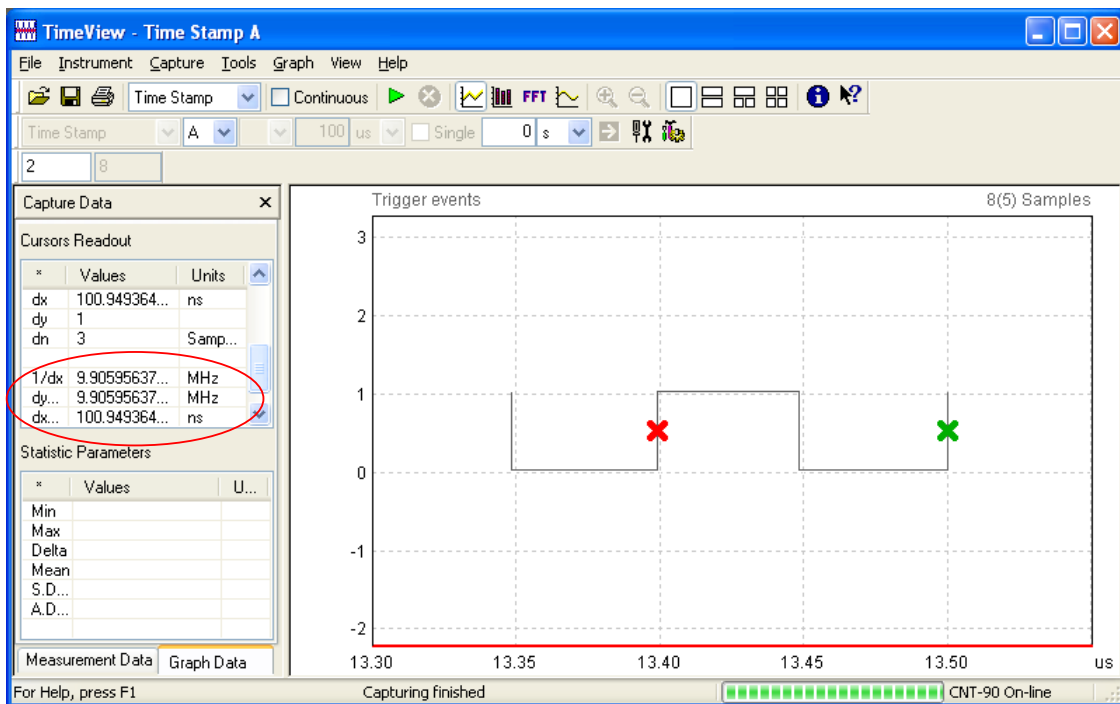 TimeView - Time Stamp A
File Instrument Capture Tools Graph View Help
Time Stamp Continuous FFT
Time Stamp A 100 us Single 0 s
2 8
Capture Data
Cursors Readout
* Values Units
dx 100.949364... ns
dy 1
dn 3 Samp...
1/dx 9.90595637... MHz
dy... 9.90595637... MHz
dx... 100.949364... ns
Statistic Parameters
* Values U...
Min
Max
Delta
Mean
S.D...
A.D...
Measurement Data Graph Data
Trigger events 8(5) Samples
3
2
1
0
-1
-2
13.30 13.35 13.40 13.45 13.50 us
For Help, press F1 Capturing finished CNT-90 On-line